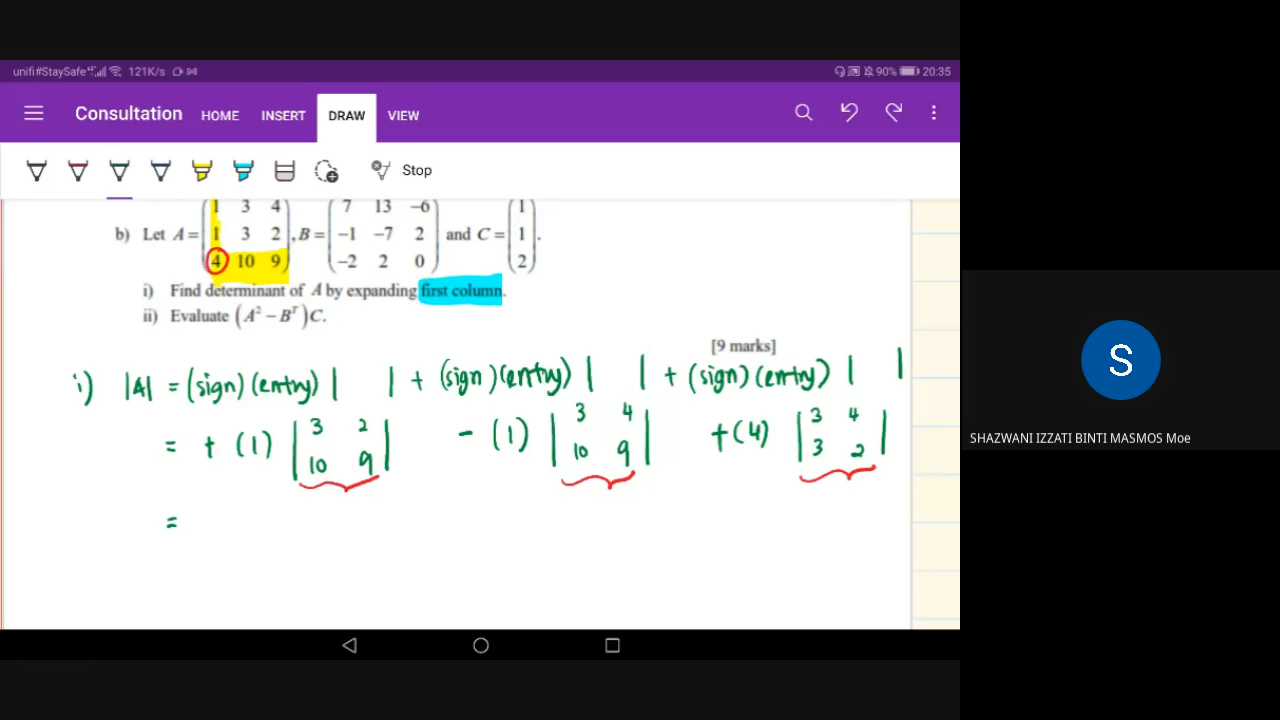 unifi#StaySafe 121K/s 90% 20:35
Consultation HOME INSERT DRAW VIEW
Stop
1 3 4 7 13 -6 1
b) Let A = 1 3 2 , B = -1 -7 2 and C = 1 .
4 10 9 -2 2 0 2
i) Find determinant of A by expanding first column.
ii) Evaluate (A² − Bᵀ)C.
[9 marks]
i) |A| = (sign)(entry)| | + (sign)(entry)| | + (sign)(entry)| |
= + (1) | 3 2 | - (1) | 3 4 | + (4) | 3 4 |
| 10 9 | | 10 9 | | 3 2 |
=
S
SHAZWANI IZZATI BINTI MASMOS Moe